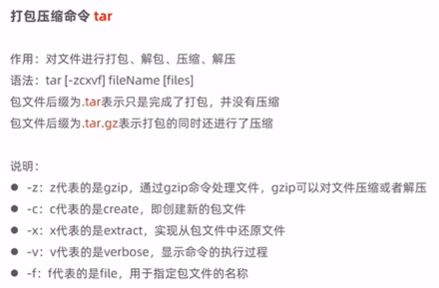 打包压缩命令 tar
作用：对文件进行打包、解包、压缩、解压
语法：tar [-zcxvf] fileName [files]
包文件后缀为.tar表示只是完成了打包，并没有压缩
包文件后缀为.tar.gz表示打包的同时还进行了压缩
说明：
● -z：z代表的是gzip，通过gzip命令处理文件，gzip可以对文件压缩或者解压
● -c：c代表的是create，即创建新的包文件
● -x：x代表的是extract，实现从包文件中还原文件
● -v：v代表的是verbose，显示命令的执行过程
● -f：f代表的是file，用于指定包文件的名称